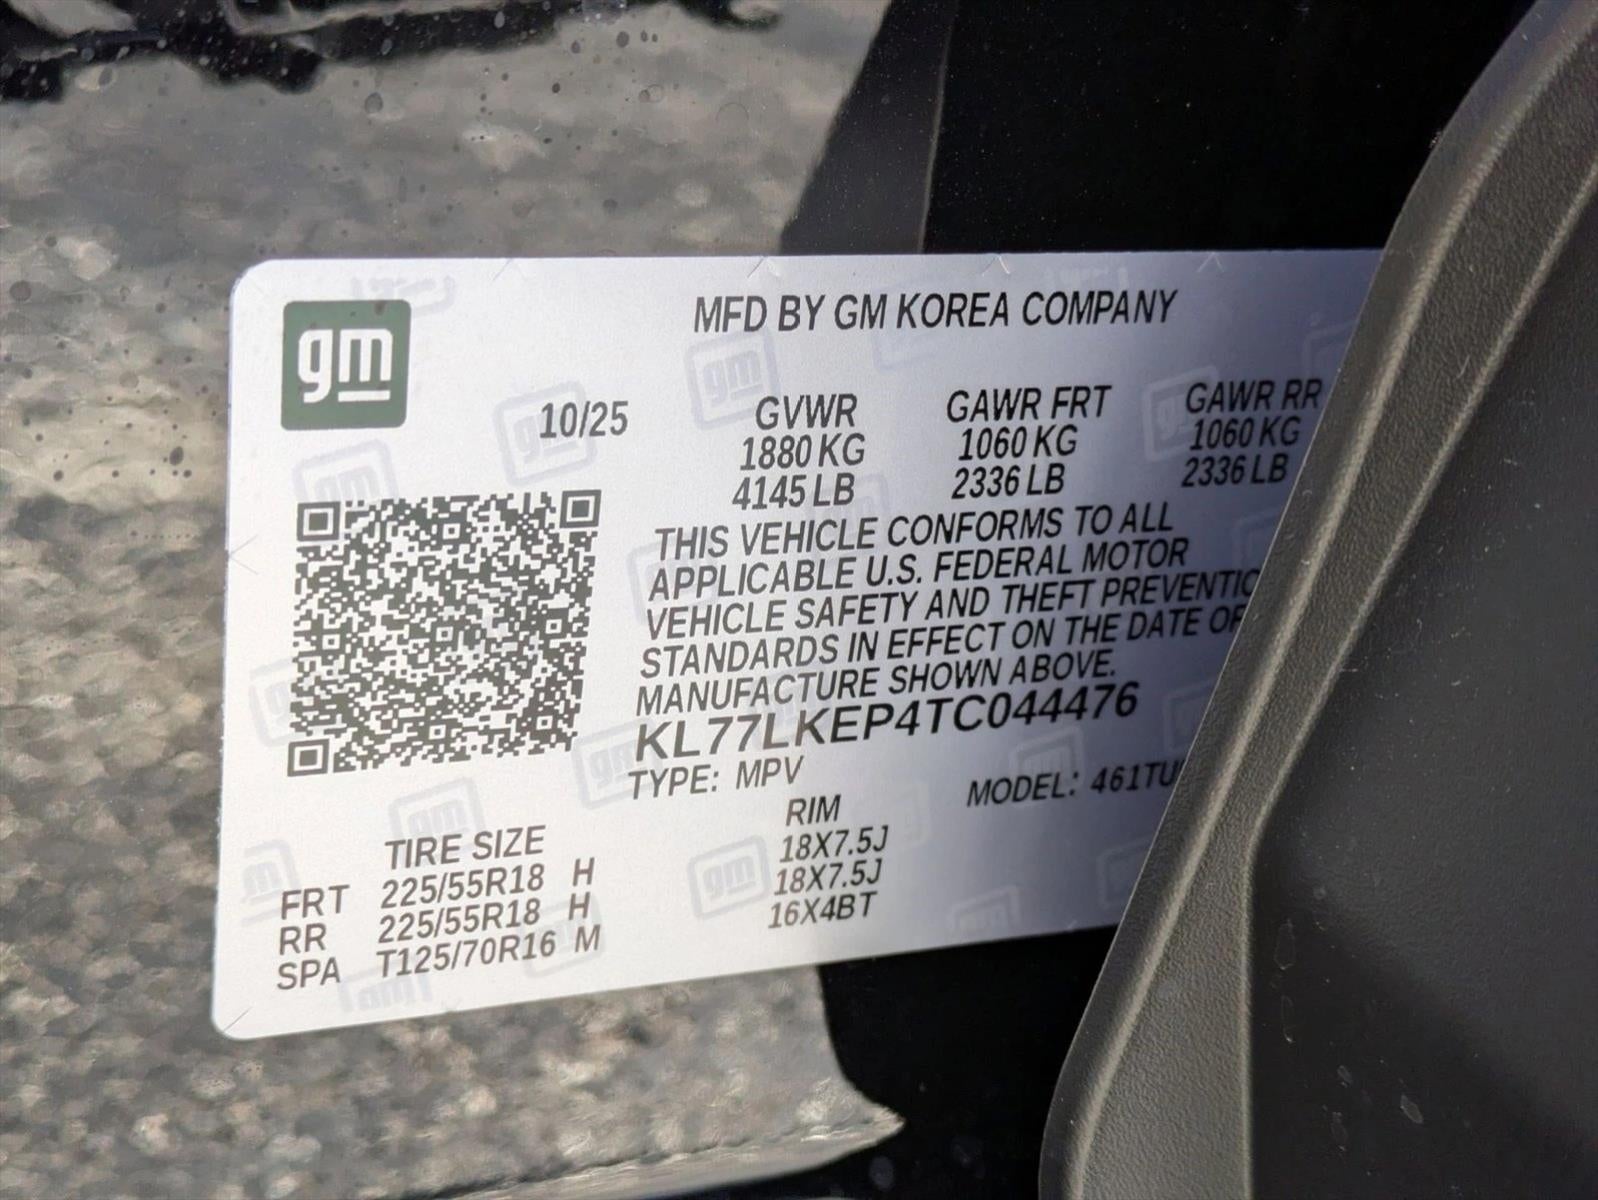 gm
MFD BY GM KOREA COMPANY
10/25 GVWR GAWR FRT GAWR RR
1880 KG 1060 KG 1060 KG
4145 LB 2336 LB 2336 LB
THIS VEHICLE CONFORMS TO ALL
APPLICABLE U.S. FEDERAL MOTOR
VEHICLE SAFETY AND THEFT PREVENTIO
STANDARDS IN EFFECT ON THE DATE OF
MANUFACTURE SHOWN ABOVE.
KL77LKEP4TC044476
TYPE: MPV MODEL: 461TU
TIRE SIZE RIM
FRT 225/55R18 H 18X7.5J
RR 225/55R18 H 18X7.5J
SPA T125/70R16 M 16X4BT